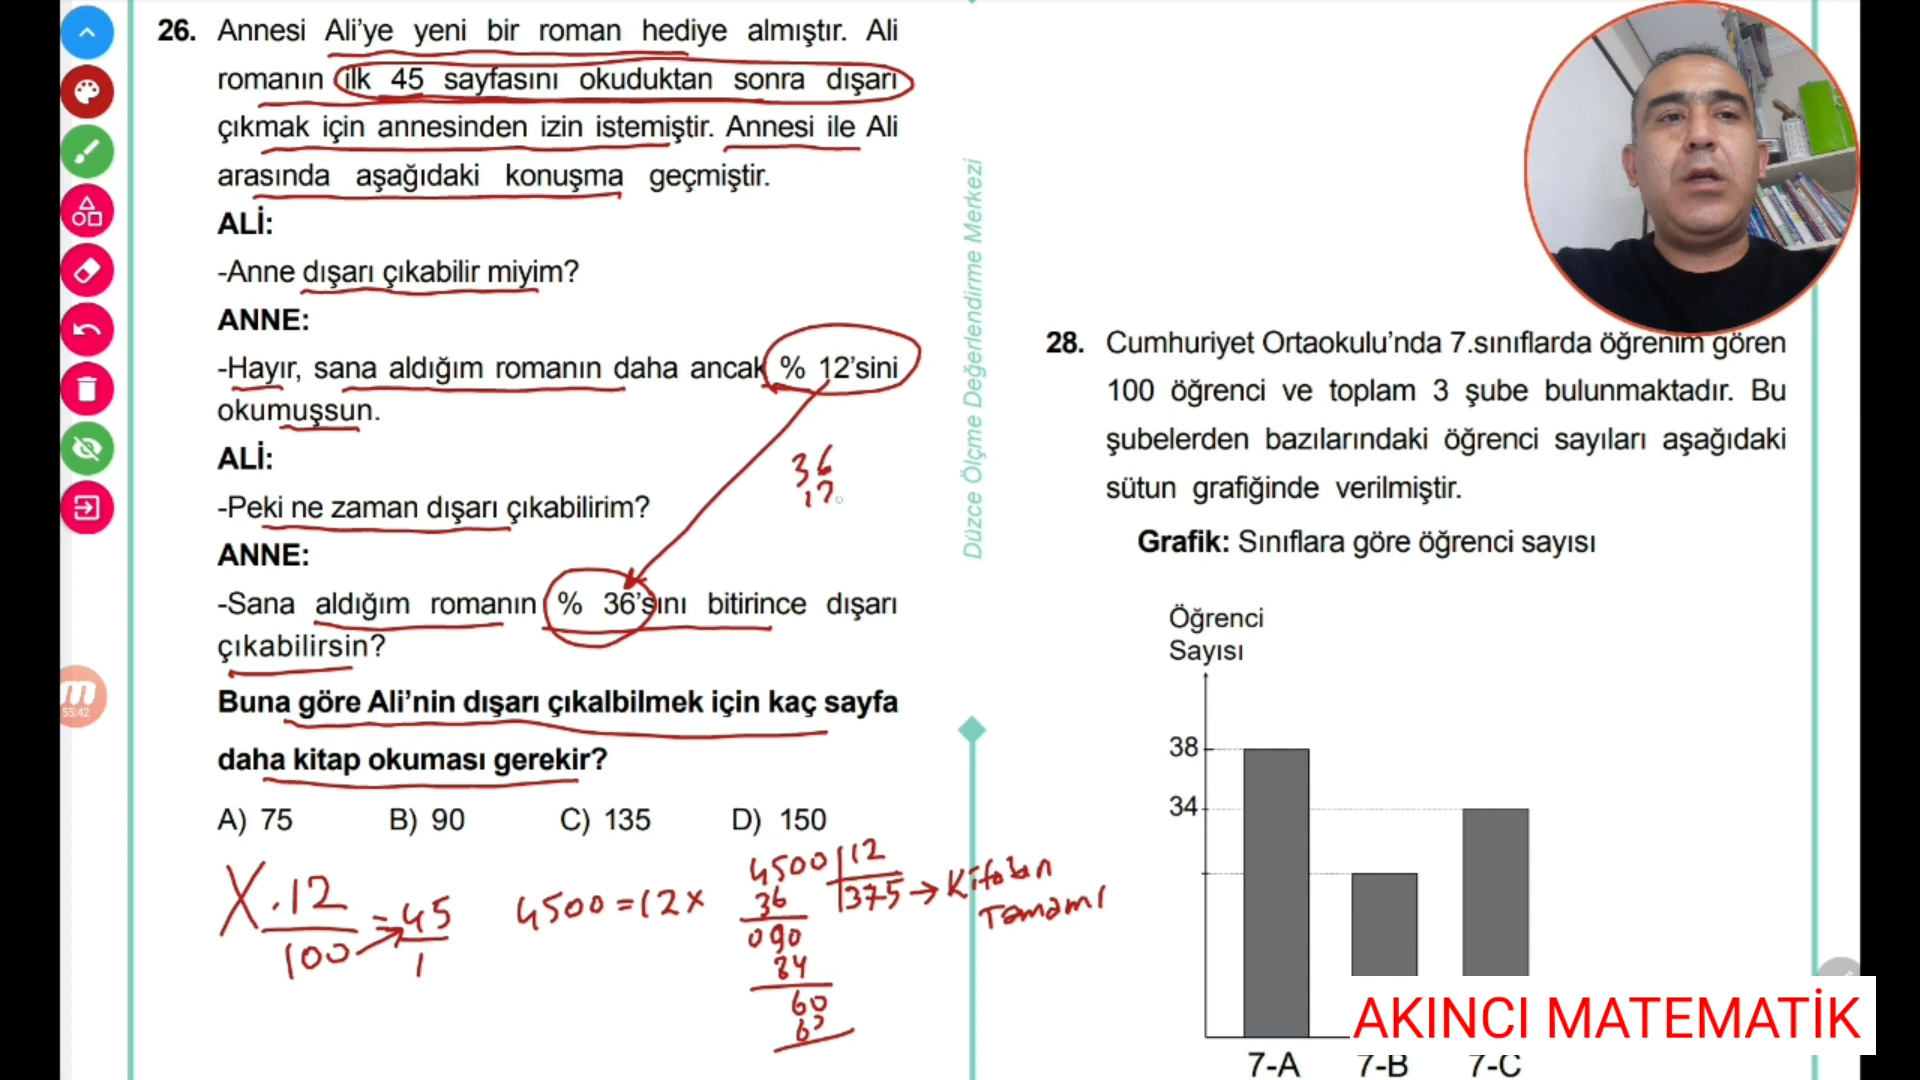 26. Annesi Ali'ye yeni bir roman hediye almıştır. Ali
romanın ilk 45 sayfasını okuduktan sonra dışarı
çıkmak için annesinden izin istemiştir. Annesi ile Ali
arasında aşağıdaki konuşma geçmiştir.
ALİ:
-Anne dışarı çıkabilir miyim?
ANNE:
-Hayır, sana aldığım romanın daha ancak % 12'sini
okumuşsun.
ALİ:
-Peki ne zaman dışarı çıkabilirim?
ANNE:
-Sana aldığım romanın % 36'sını bitirince dışarı
çıkabilirsin?
Buna göre Ali'nin dışarı çıkalbilmek için kaç sayfa
daha kitap okuması gerekir?
A) 75 B) 90 C) 135 D) 150
36
12
X.12
100
=45
1
4500=12x
4500 12
36 375 → Kitabın
Tamamı
090
84
60
60
Düzce Ölçme Değerlendirme Merkezi
28. Cumhuriyet Ortaokulu'nda 7.sınıflarda öğrenim gören
100 öğrenci ve toplam 3 şube bulunmaktadır. Bu
şubelerden bazılarındaki öğrenci sayıları aşağıdaki
sütun grafiğinde verilmiştir.
Grafik: Sınıflara göre öğrenci sayısı
Öğrenci
Sayısı
38
34
7-A 7-B 7-C
AKINCI MATEMATİK
m
55:42